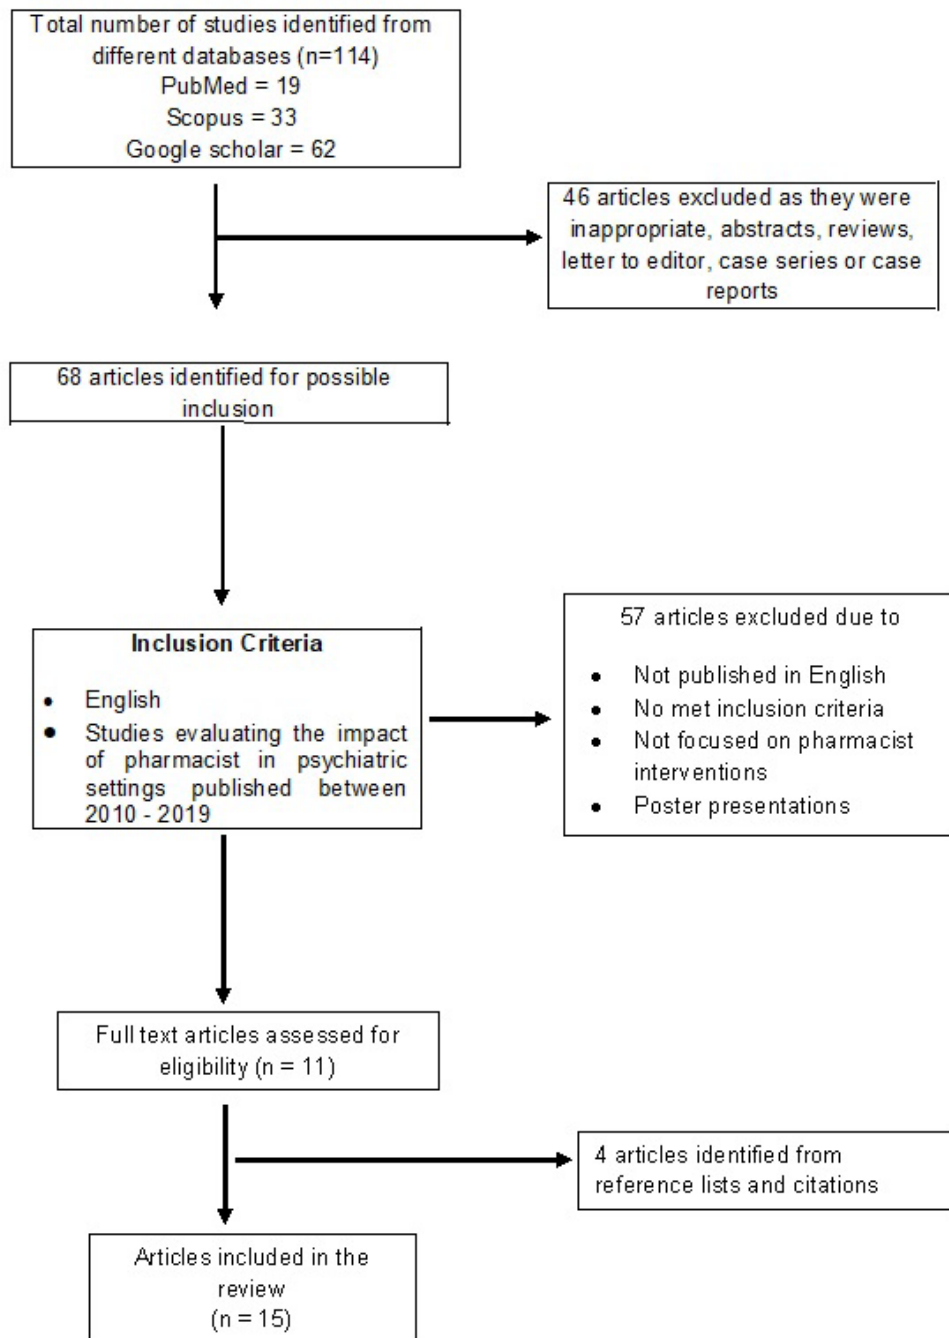 Total number of studies identified from
different databases (n=114)
PubMed = 19
Scopus = 33
Google scholar = 62
46 articles excluded as they were
inappropriate, abstracts, reviews,
letter to editor, case series or case
reports
68 articles identified for possible
inclusion
Inclusion Criteria
• English
• Studies evaluating the impact
of pharmacist in psychiatric
settings published between
2010 - 2019
57 articles excluded due to
• Not published in English
• No met inclusion criteria
• Not focused on pharmacist
interventions
• Poster presentations
Full text articles assessed for
eligibility (n = 11)
4 articles identified from
reference lists and citations
Articles included in the
review
(n = 15)